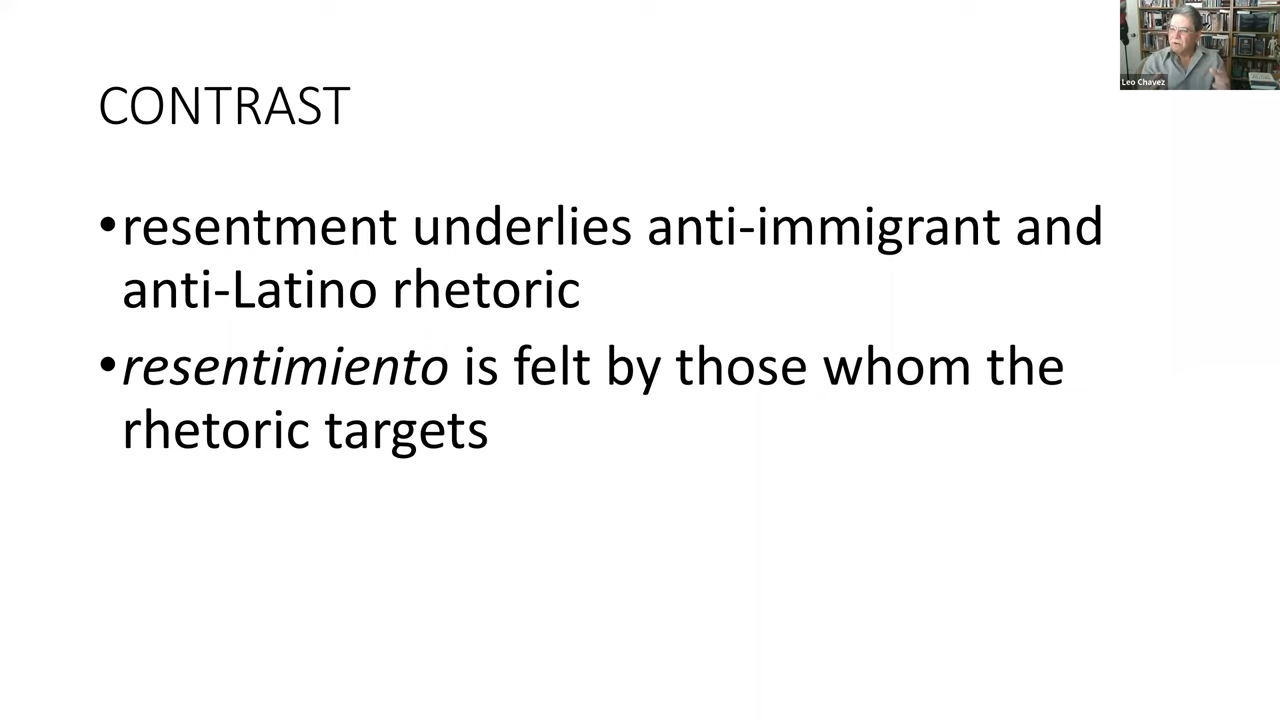 Leo Chavez
CONTRAST
•resentment underlies anti-immigrant and
anti-Latino rhetoric
•resentimiento is felt by those whom the
rhetoric targets